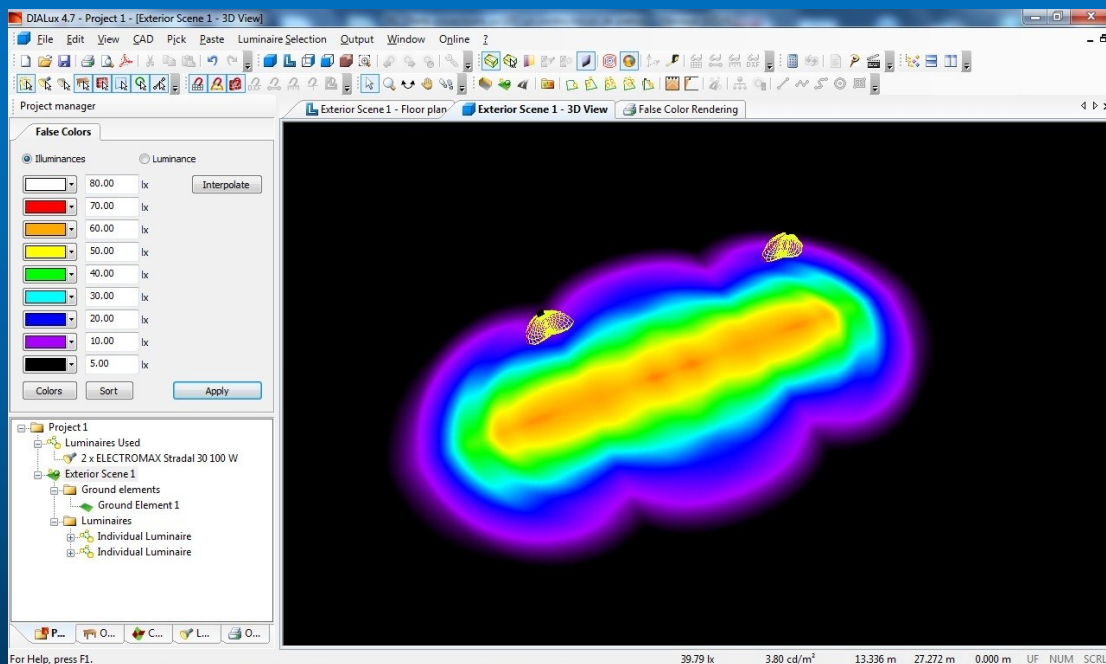 DIALux 4.7 - Project 1 - [Exterior Scene 1 - 3D View]
File Edit View CAD Pick Paste Luminaire Selection Output Window Online ?
Project manager
Exterior Scene 1 - Floor plan
Exterior Scene 1 - 3D View
False Color Rendering
False Colors
Illuminances Luminance
80.00 lx Interpolate
70.00 lx
60.00 lx
50.00 lx
40.00 lx
30.00 lx
20.00 lx
10.00 lx
5.00 lx
Colors Sort Apply
Project 1
Luminaires Used
2 x ELECTROMAX Stradal 30 100 W
Exterior Scene 1
Ground elements
Ground Element 1
Luminaires
Individual Luminaire
Individual Luminaire
P... O... C... L... O...
For Help, press F1. 39.79 lx 3.80 cd/m² 13.336 m 27.272 m 0.000 m UF NUM SCRL